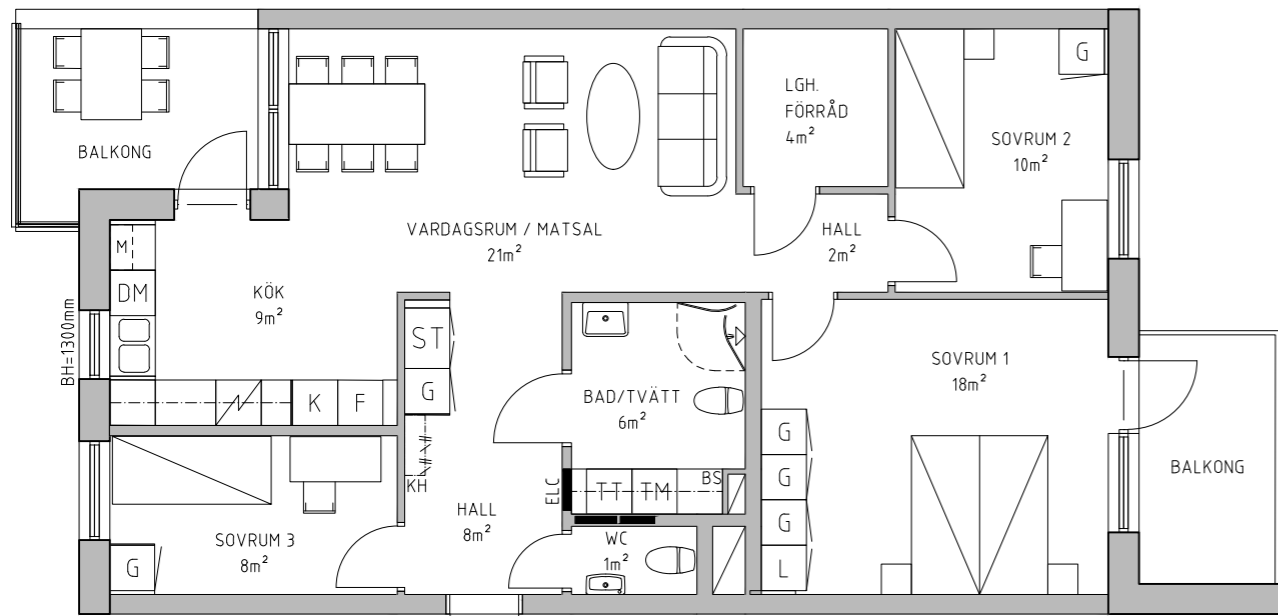 BALKONG
LGH.
FÖRRÅD
4m²
G
SOVRUM 2
10m²
VARDAGSRUM / MATSAL
21m²
HALL
2m²
M
DM
KÖK
9m²
BH=1300mm
K
F
ST
G
KH
BAD/TVÄTT
6m²
ELC
TT
TM
BS
SOVRUM 1
18m²
G
G
G
L
BALKONG
SOVRUM 3
8m²
G
HALL
8m²
WC
1m²